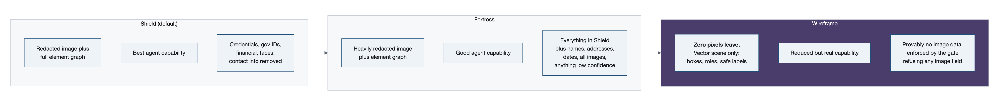 Shield (default)
Redacted image plus
full element graph
Best agent capability
Credentials, gov IDs,
financial, faces,
contact info removed
Fortress
Heavily redacted image
plus element graph
Good agent capability
Everything in Shield
plus names, addresses,
dates, all images,
anything low confidence
Wireframe
Zero pixels leave.
Vector scene only:
boxes, roles, safe labels
Reduced but real capability
Provably no image data,
enforced by the gate
refusing any image field